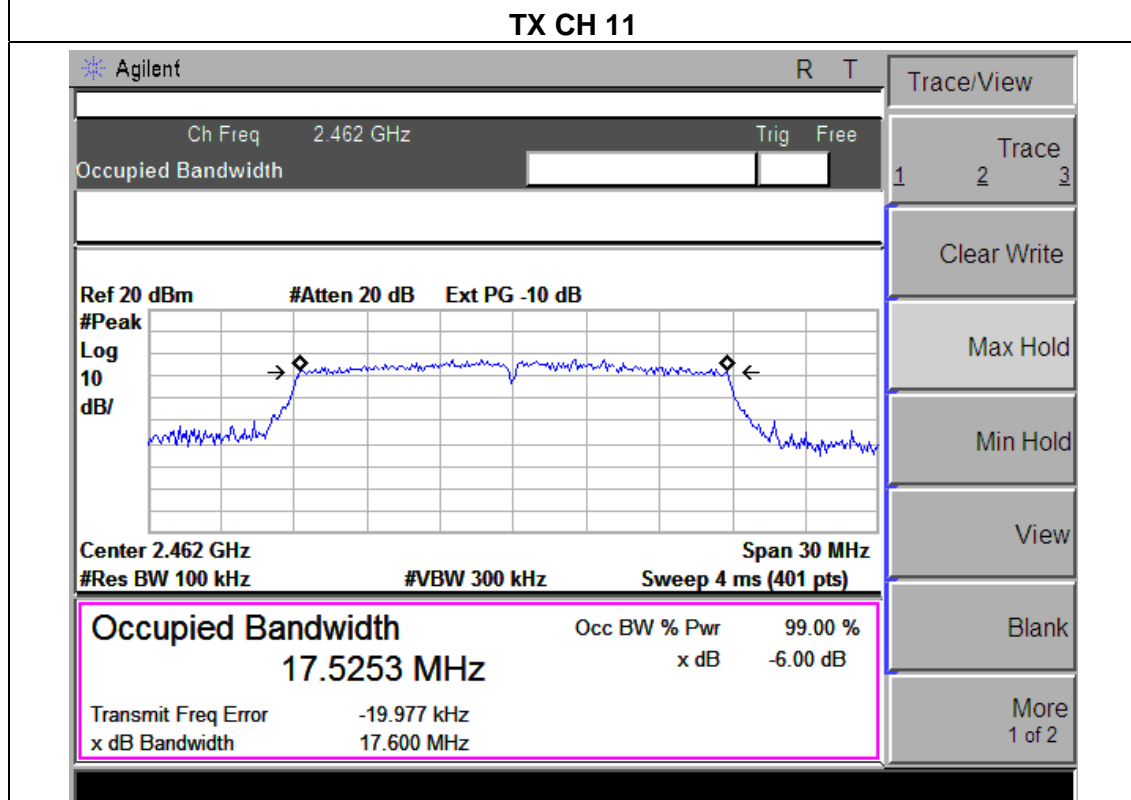 TX CH 11
Agilent R T
Trace/View
Ch Freq 2.462 GHz Trig Free
Occupied Bandwidth
Trace
1 2 3
Clear Write
Ref 20 dBm #Atten 20 dB Ext PG -10 dB
#Peak
Log
10
dB/
Max Hold
Min Hold
View
Center 2.462 GHz Span 30 MHz
#Res BW 100 kHz #VBW 300 kHz Sweep 4 ms (401 pts)
Occupied Bandwidth Occ BW % Pwr 99.00 %
17.5253 MHz x dB -6.00 dB
Transmit Freq Error -19.977 kHz
x dB Bandwidth 17.600 MHz
Blank
More
1 of 2